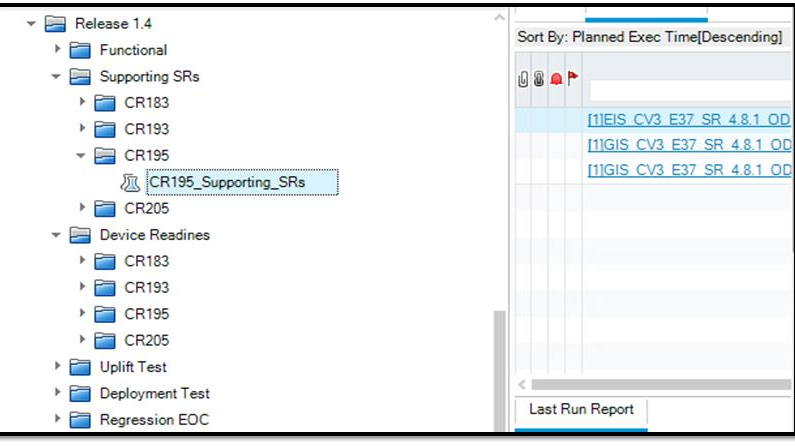 Release 1.4
Functional
Supporting SRs
CR183
CR193
CR195
CR195_Supporting_SRs
CR205
Device Readines
CR183
CR193
CR195
CR205
Uplift Test
Deployment Test
Regression EOC
Sort By: Planned Exec Time[Descending]
[1]EIS_CV3_E37_SR_4.8.1_OD
[1]GIS_CV3_E37_SR_4.8.1_OD
[1]GIS_CV3_E37_SR_4.8.1_OD
Last Run Report